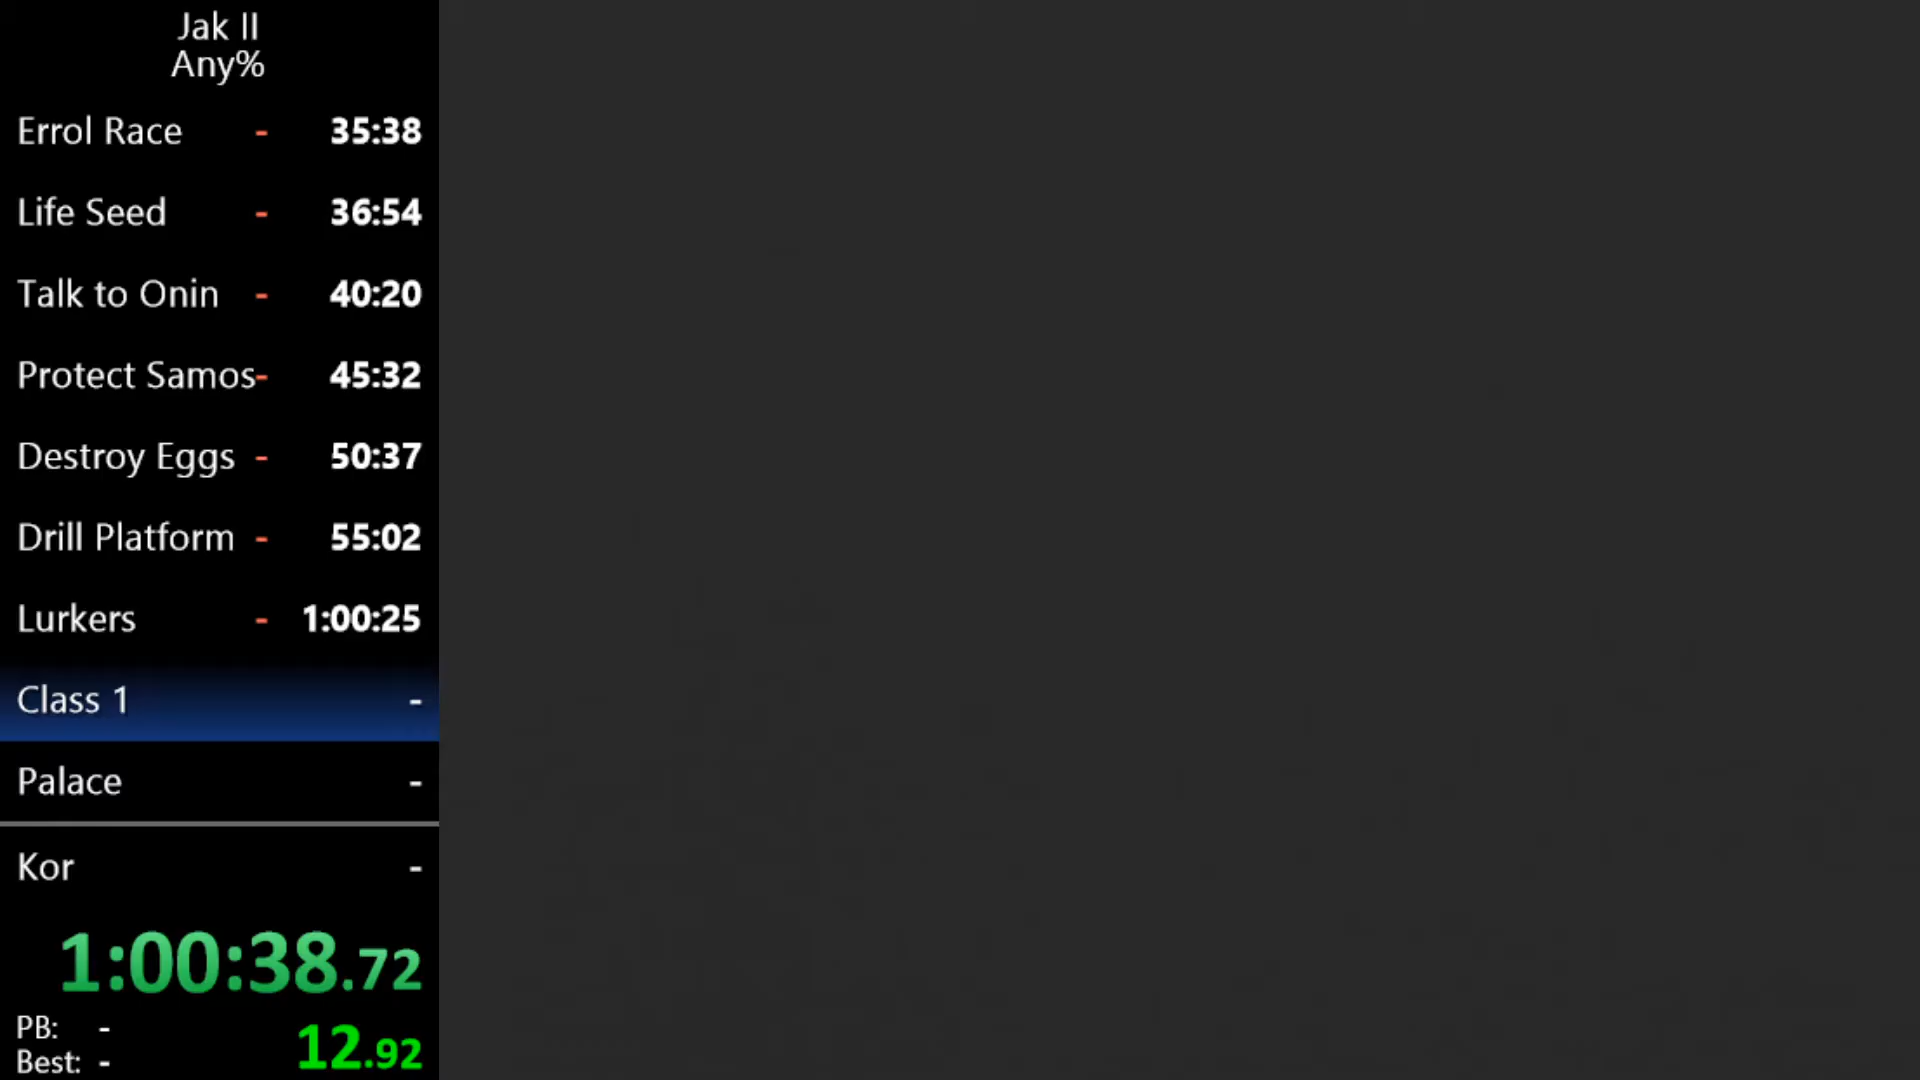 Jak II
Any%
Errol Race - 35:38
Life Seed - 36:54
Talk to Onin - 40:20
Protect Samos- 45:32
Destroy Eggs - 50:37
Drill Platform - 55:02
Lurkers - 1:00:25
Class 1 -
Palace -
Kor -
1:00:38.72
PB: -
Best: - 12.92